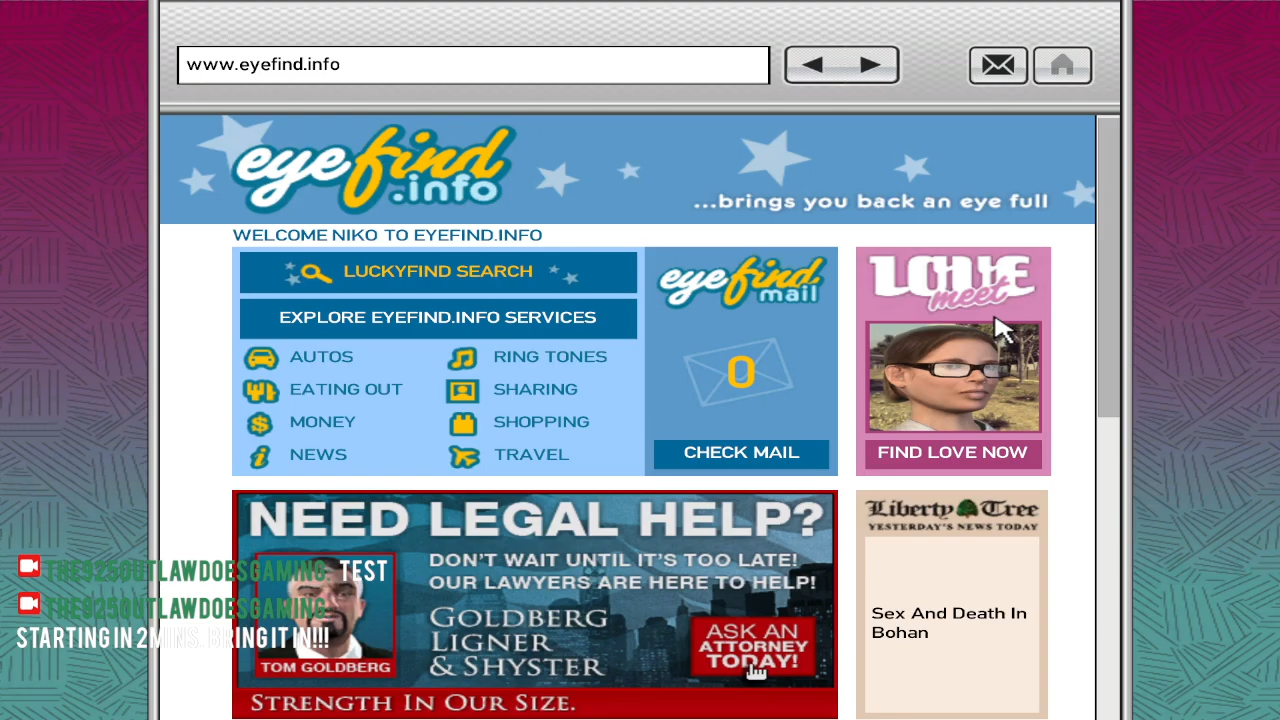 www.eyefind.info
eyefind
.info
...brings you back an eye full
WELCOME NIKO TO EYEFIND.INFO
LUCKYFIND SEARCH
EXPLORE EYEFIND.INFO SERVICES
AUTOS
RING TONES
EATING OUT
SHARING
MONEY
SHOPPING
NEWS
TRAVEL
eyefind
mail
0
CHECK MAIL
LOVE
meet
FIND LOVE NOW
NEED LEGAL HELP?
DON'T WAIT UNTIL IT'S TOO LATE!
OUR LAWYERS ARE HERE TO HELP!
GOLDBERG
LIGNER
& SHYSTER
TOM GOLDBERG
ASK AN
ATTORNEY
TODAY!
STRENGTH IN OUR SIZE.
Liberty Tree
YESTERDAY'S NEWS TODAY
Sex And Death In
Bohan
THE925OUTLAWDOESGAMING: TEST
THE925OUTLAWDOESGAMING:
STARTING IN 2 MINS. BRING IT IN!!!